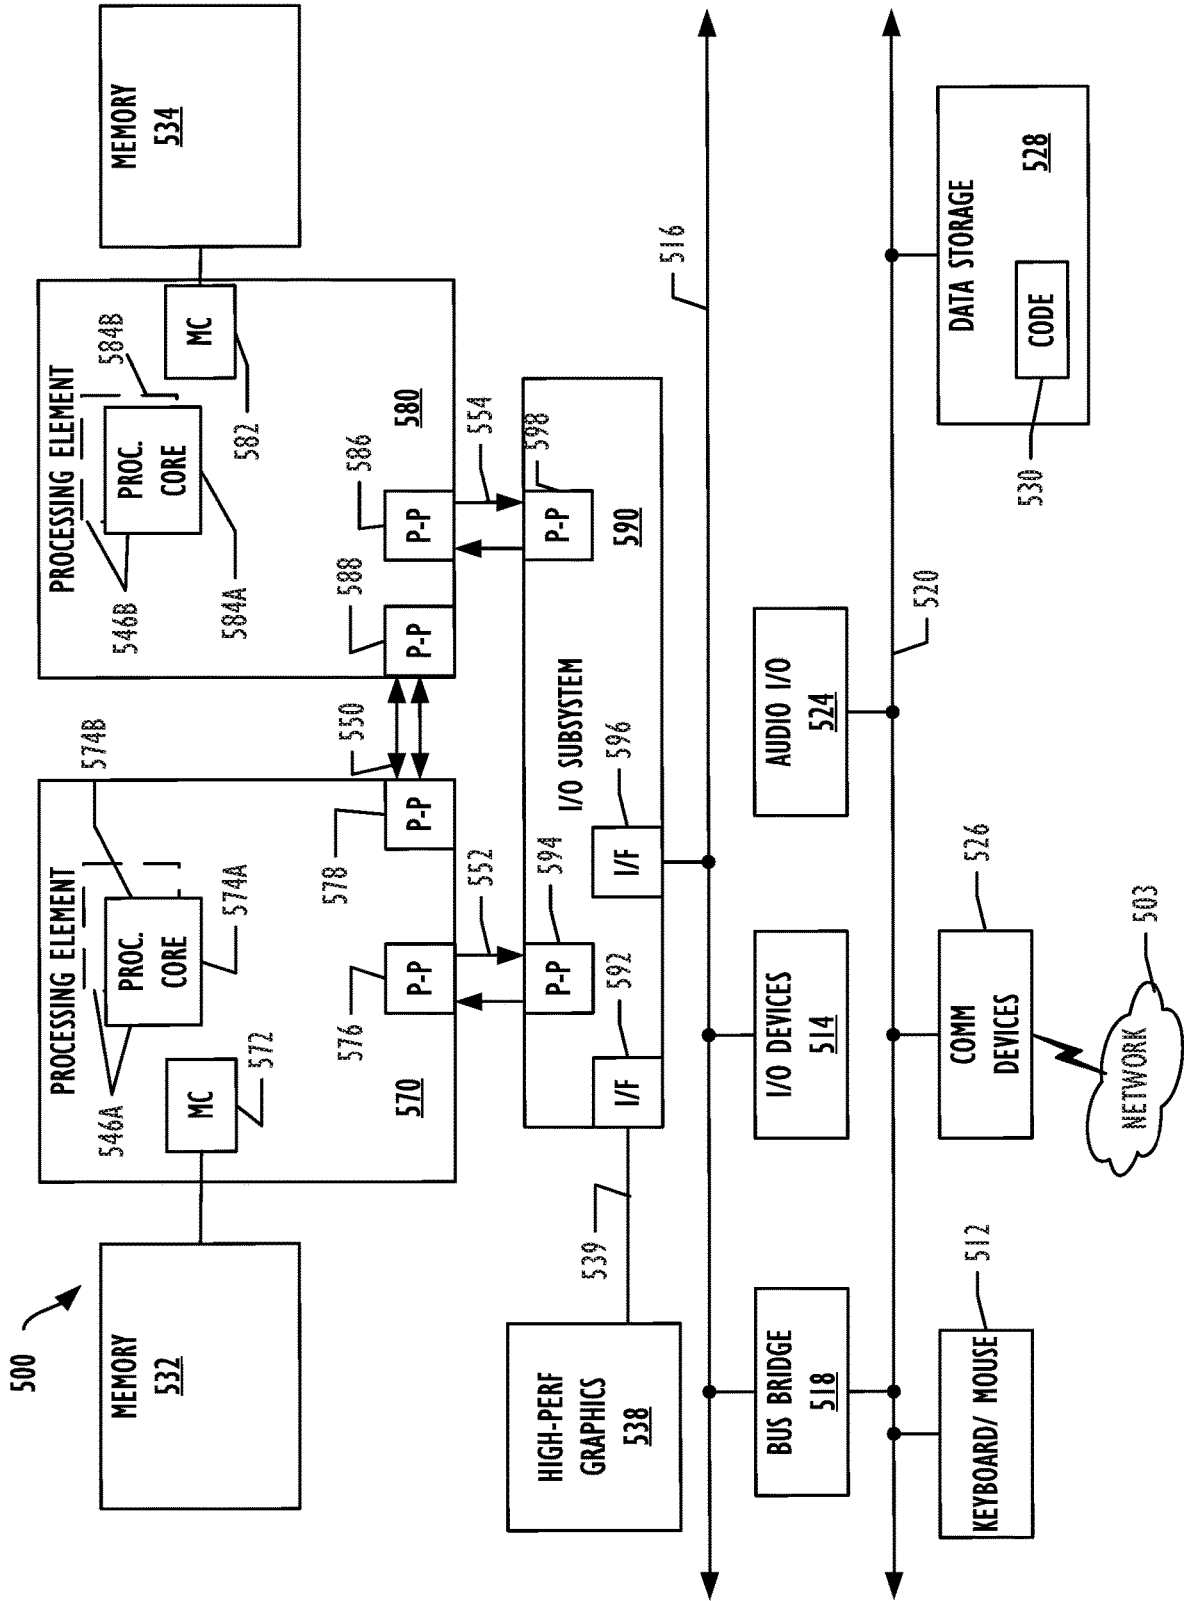 500
MEMORY
532
PROCESSING ELEMENT
546A
PROC.
CORE
574A
574B
MC
572
570
P-P
576
P-P
578
550
PROCESSING ELEMENT
546B
PROC.
CORE
584A
584B
MC
582
580
P-P
588
P-P
586
MEMORY
534
552
554
HIGH-PERF
GRAPHICS
538
539
I/O SUBSYSTEM
590
I/F
592
P-P
594
I/F
596
P-P
598
516
BUS BRIDGE
518
I/O DEVICES
514
AUDIO I/O
524
520
KEYBOARD/ MOUSE
512
COMM
DEVICES
526
NETWORK
503
DATA STORAGE
528
CODE
530